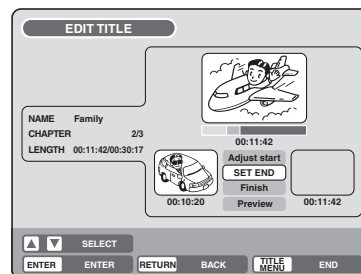 EDIT TITLE
NAME Family
CHAPTER 2/3
LENGTH 00:11:42/00:30:17
00:11:42
Adjust start
SET END
Finish
Preview
00:10:20
00:11:42
SELECT
ENTER ENTER RETURN BACK TITLE MENU END